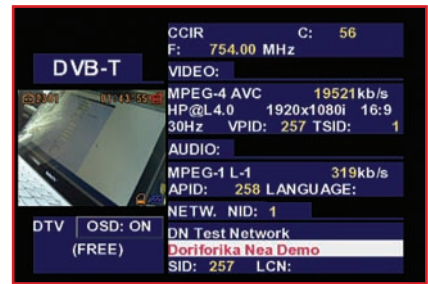 CCIR C: 56
F: 754.00 MHz
DVB-T
VIDEO:
MPEG-4 AVC 19521kb/s
HP@L4.0 1920x1080i 16:9
30Hz VPID: 257 TSID: 1
AUDIO:
MPEG-1 L-1 319kb/s
APID: 258 LANGUAGE:
NETW. NID: 1
DTV OSD: ON
(FREE)
DN Test Network
Doriforika Nea Demo
SID: 257 LCN: